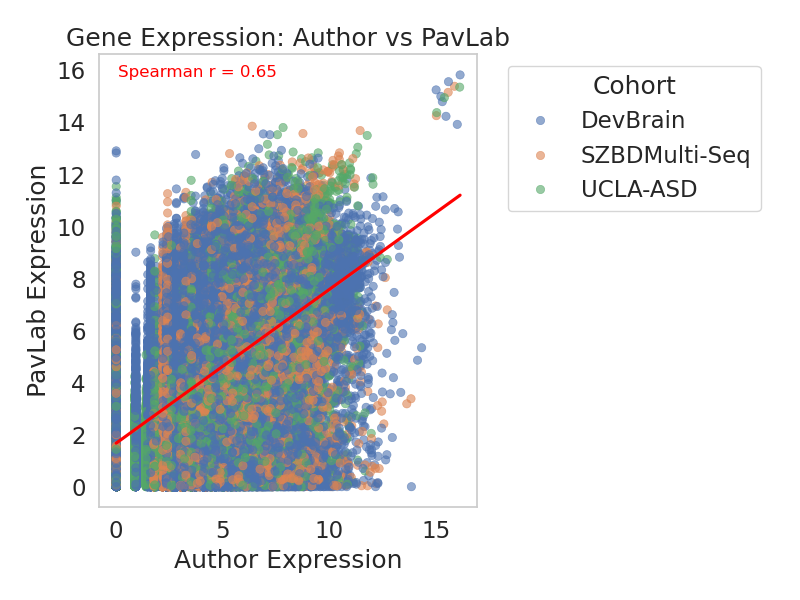 Gene Expression: Author vs PavLab
Spearman r = 0.65
16
14
12
10
8
6
4
2
0
PavLab Expression
0 5 10 15
Author Expression
Cohort
DevBrain
SZBDMulti-Seq
UCLA-ASD